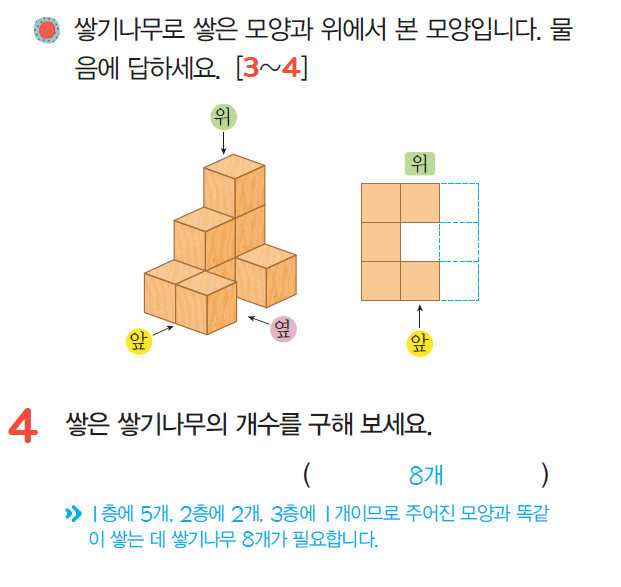 쌓기나무로 쌓은 모양과 위에서 본 모양입니다. 물
음에 답하세요. [3~4]
위
위
앞
옆
앞
4 쌓은 쌓기나무의 개수를 구해 보세요.
( 8개 )
1층에 5개, 2층에 2개, 3층에 1개이므로 주어진 모양과 똑같
이 쌓는 데 쌓기나무 8개가 필요합니다.